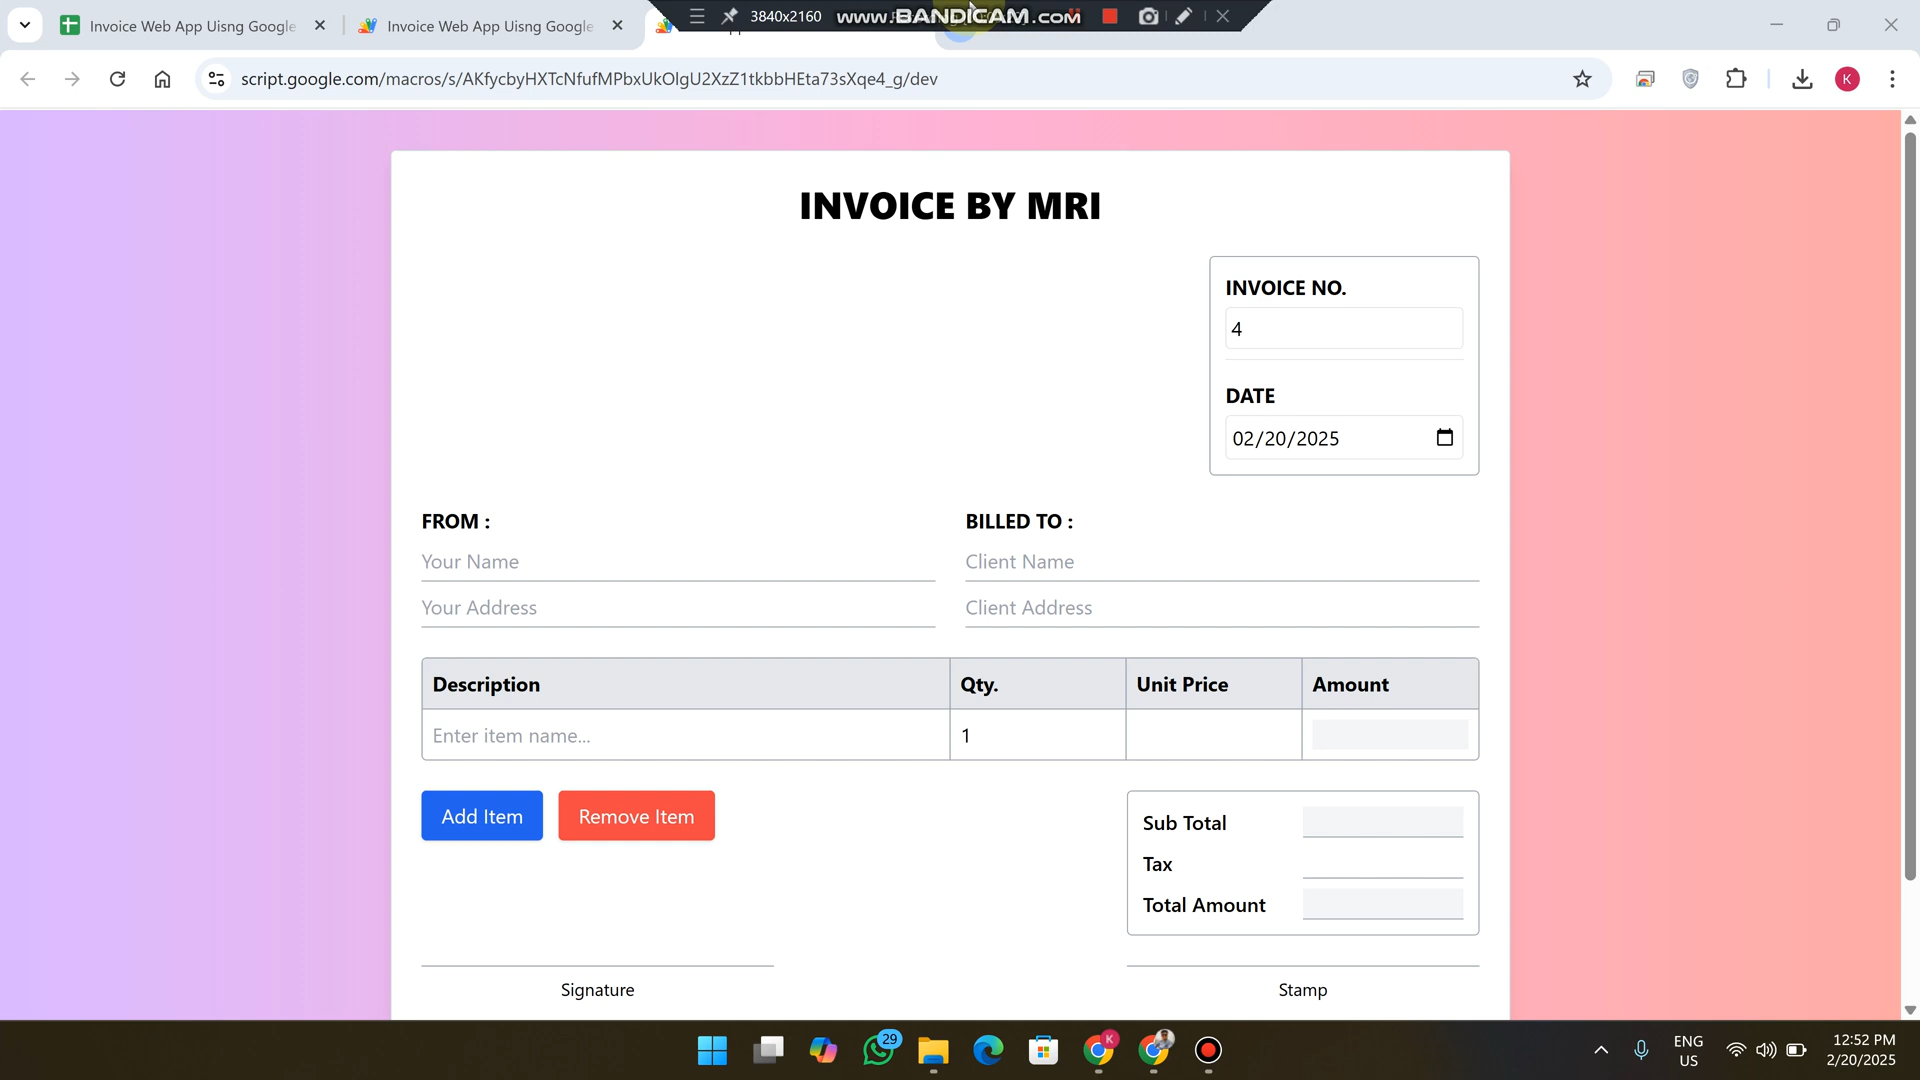 Invoice Web App Uisng Google
Invoice Web App Uisng Google
3840x2160
www.BANDICAM.com
script.google.com/macros/s/AKfycbyHXTcNfufMPbxUkOlgU2XzZ1tkbbHEta73sXqe4_g/dev
K
INVOICE BY MRI
INVOICE NO.
4
DATE
02/20/2025
FROM :
BILLED TO :
Your Name
Client Name
Your Address
Client Address
Description
Qty.
Unit Price
Amount
Enter item name...
1
Add Item
Remove Item
Sub Total
Tax
Total Amount
Signature
Stamp
29
K
ENG
US
12:52 PM
2/20/2025